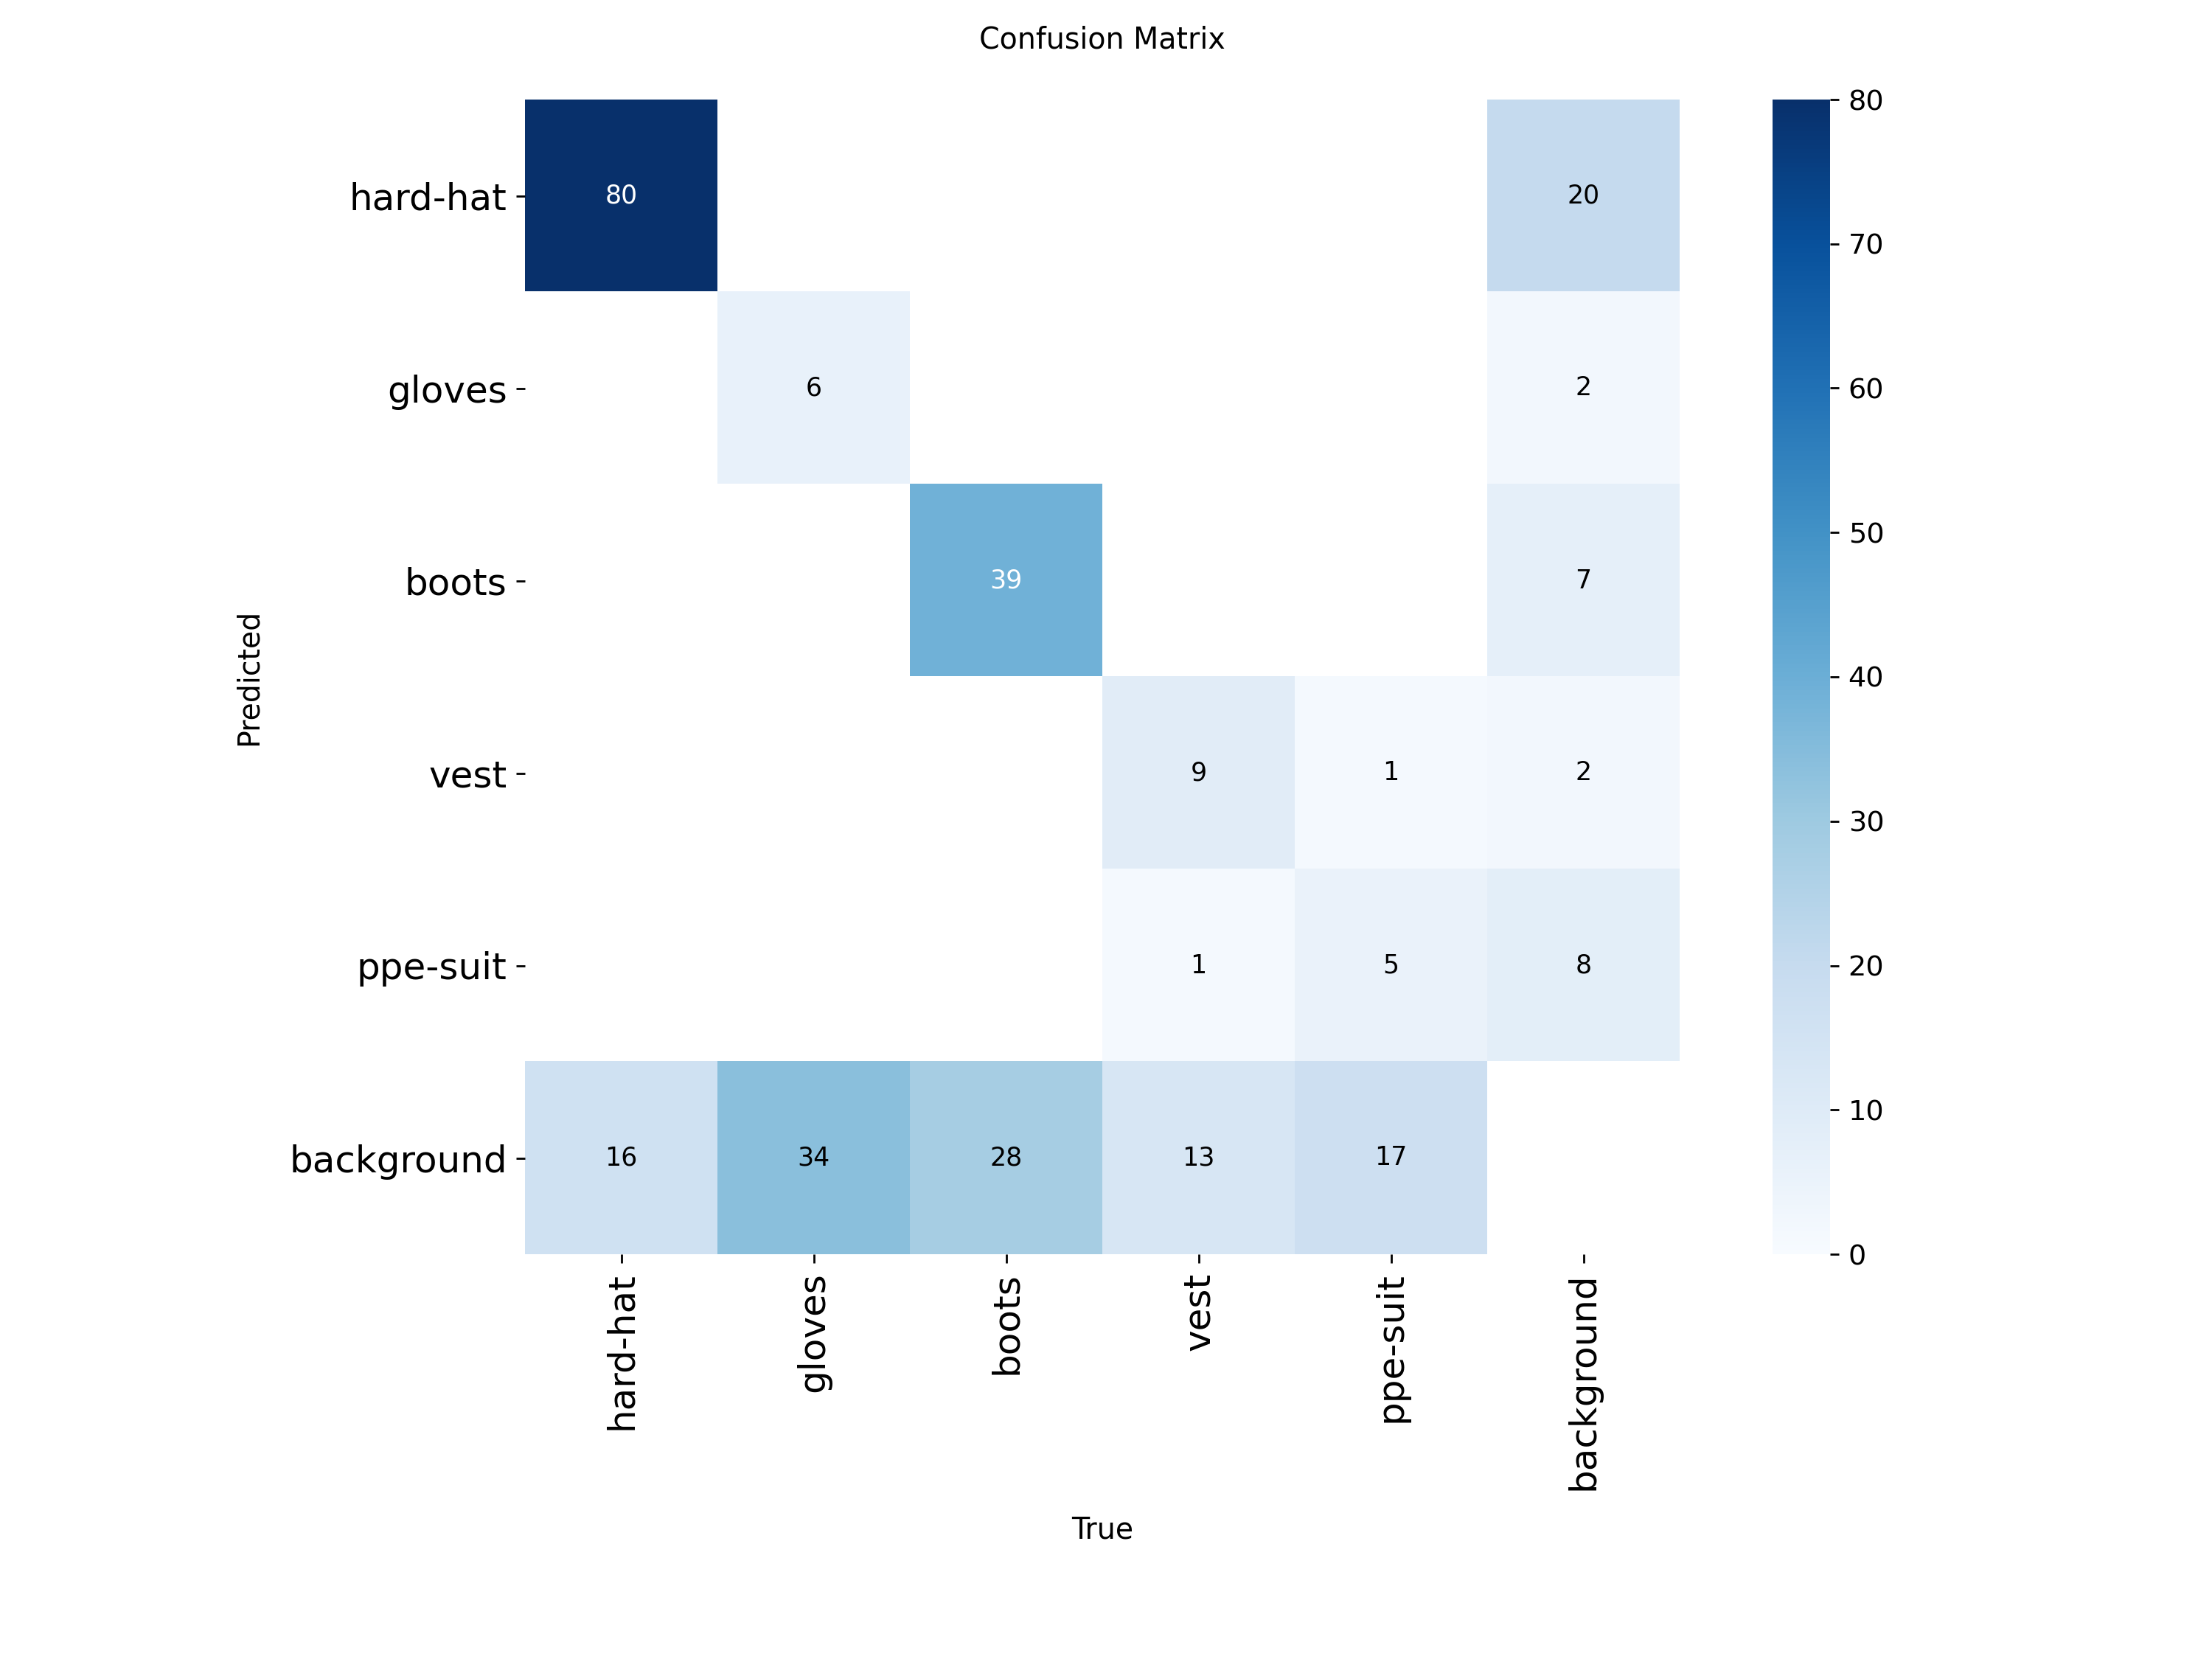 Confusion Matrix
hard-hat 80 20
gloves 6 2
boots 39 7
vest 9 1 2
ppe-suit 1 5 8
background 16 34 28 13 17
Predicted
hard-hat gloves boots vest ppe-suit background
True
80
70
60
50
40
30
20
10
0